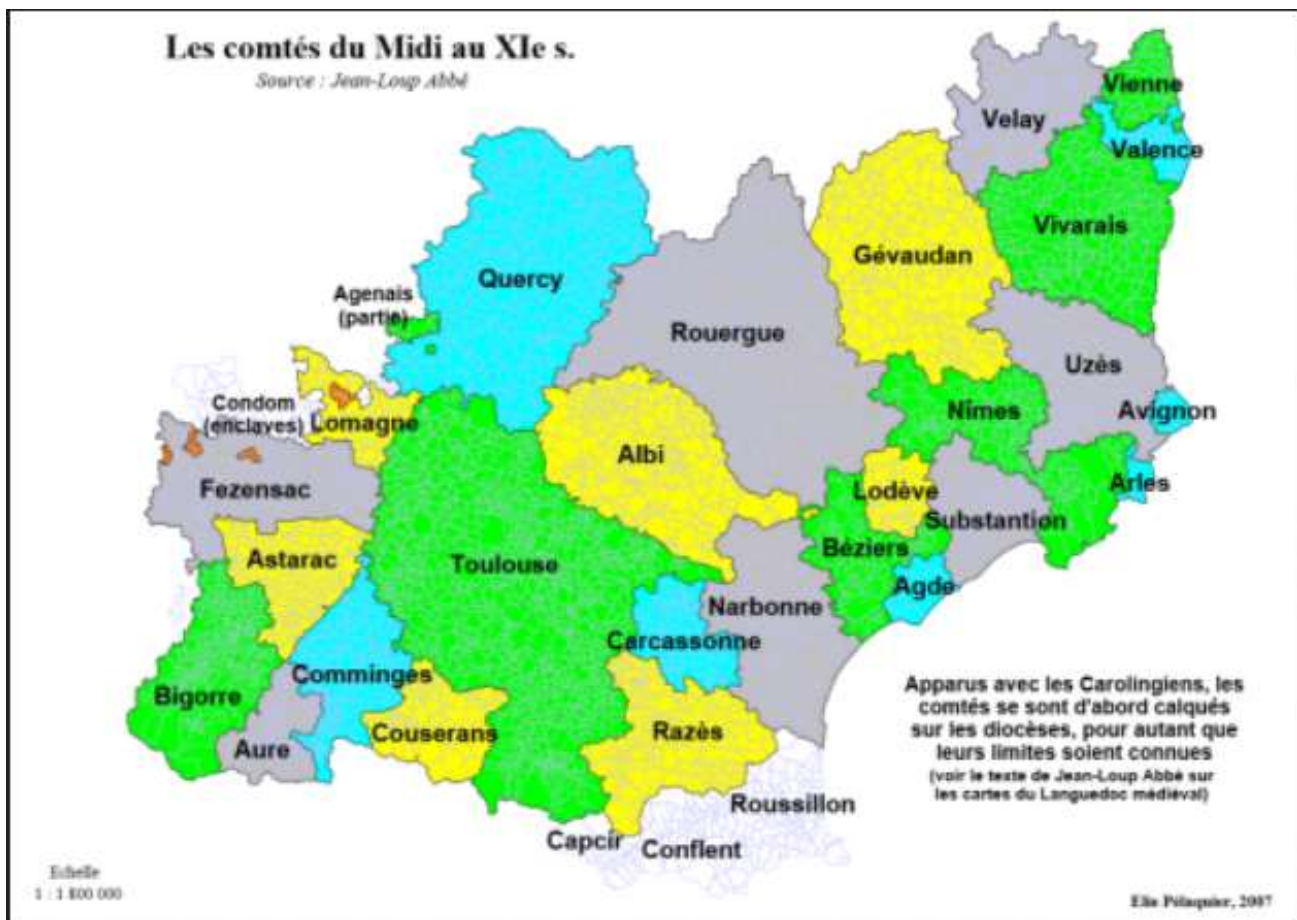 Les comtés du Midi au XIe s.
Source : Jean-Loup Abbé
Vienne
Velay
Valence
Vivarais
Gévaudan
Quercy
Agenais
(partie)
Rouergue
Uzès
Condom
(enclaves)
Lomagne
Nîmes
Avignon
Albi
Fezensac
Lodève
Arles
Substantion
Béziers
Astarac
Toulouse
Agde
Narbonne
Carcassonne
Comminges
Bigorre
Couserans
Razès
Aure
Apparus avec les Carolingiens, les
comtés se sont d'abord calqués
sur les diocèses, pour autant que
leurs limites soient connues
(voir le texte de Jean-Loup Abbé sur
les cartes du Languedoc médiéval)
Roussillon
Capcir
Conflent
Echelle
1 : 1 800 000
Elie Pélaquier, 2007